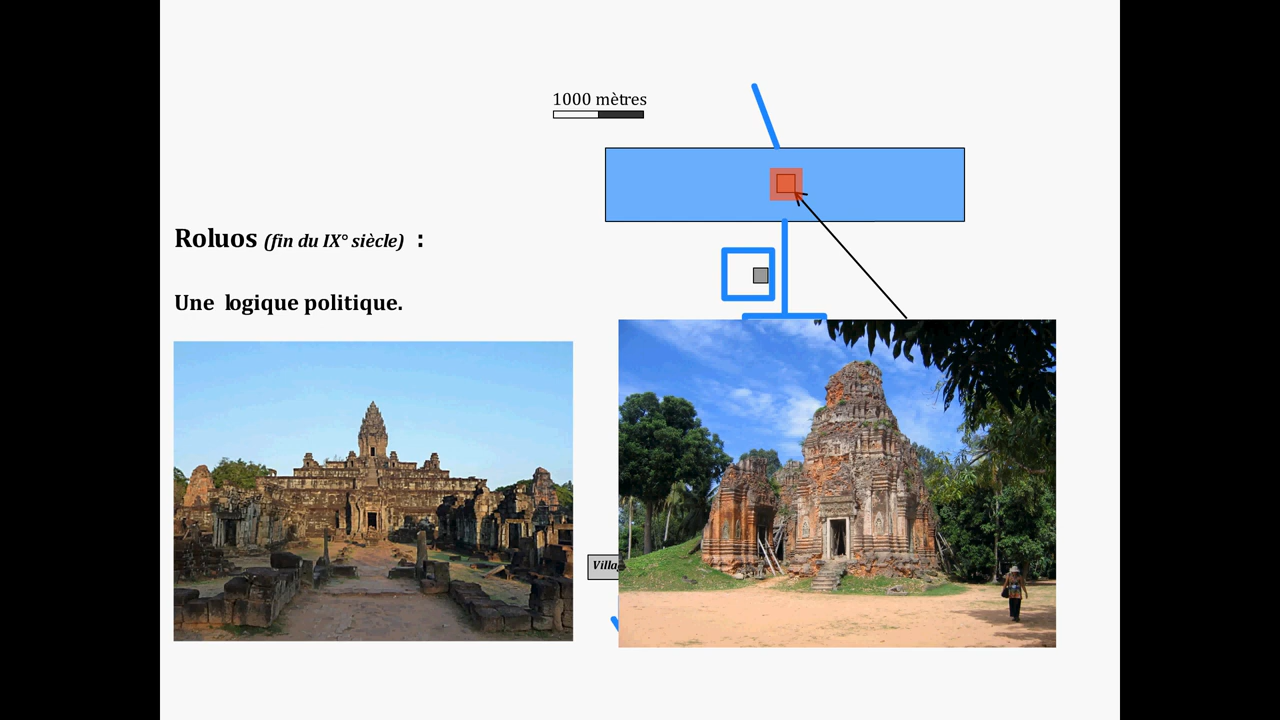 1000 mètres
Roluos (fin du IX° siècle) :
Une logique politique.